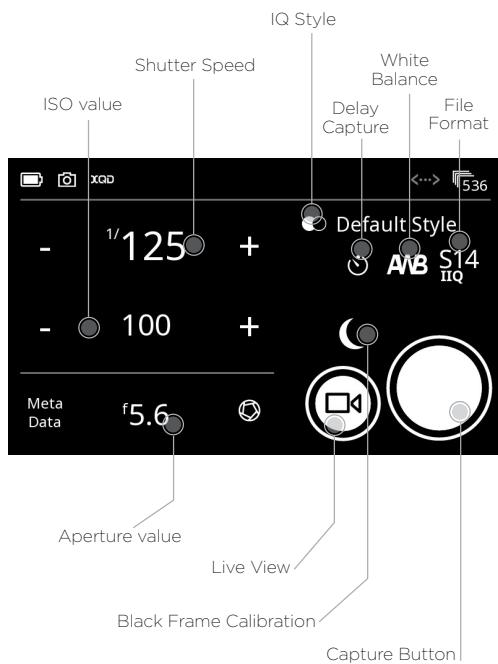 IQ Style
Shutter Speed
White
Balance
ISO value
Delay
Capture
File
Format
XQD
<···>
536
Default Style
- 1/125 +
AWB
S14
IIQ
- 100 +
Meta
Data
f5.6
Aperture value
Live View
Black Frame Calibration
Capture Button